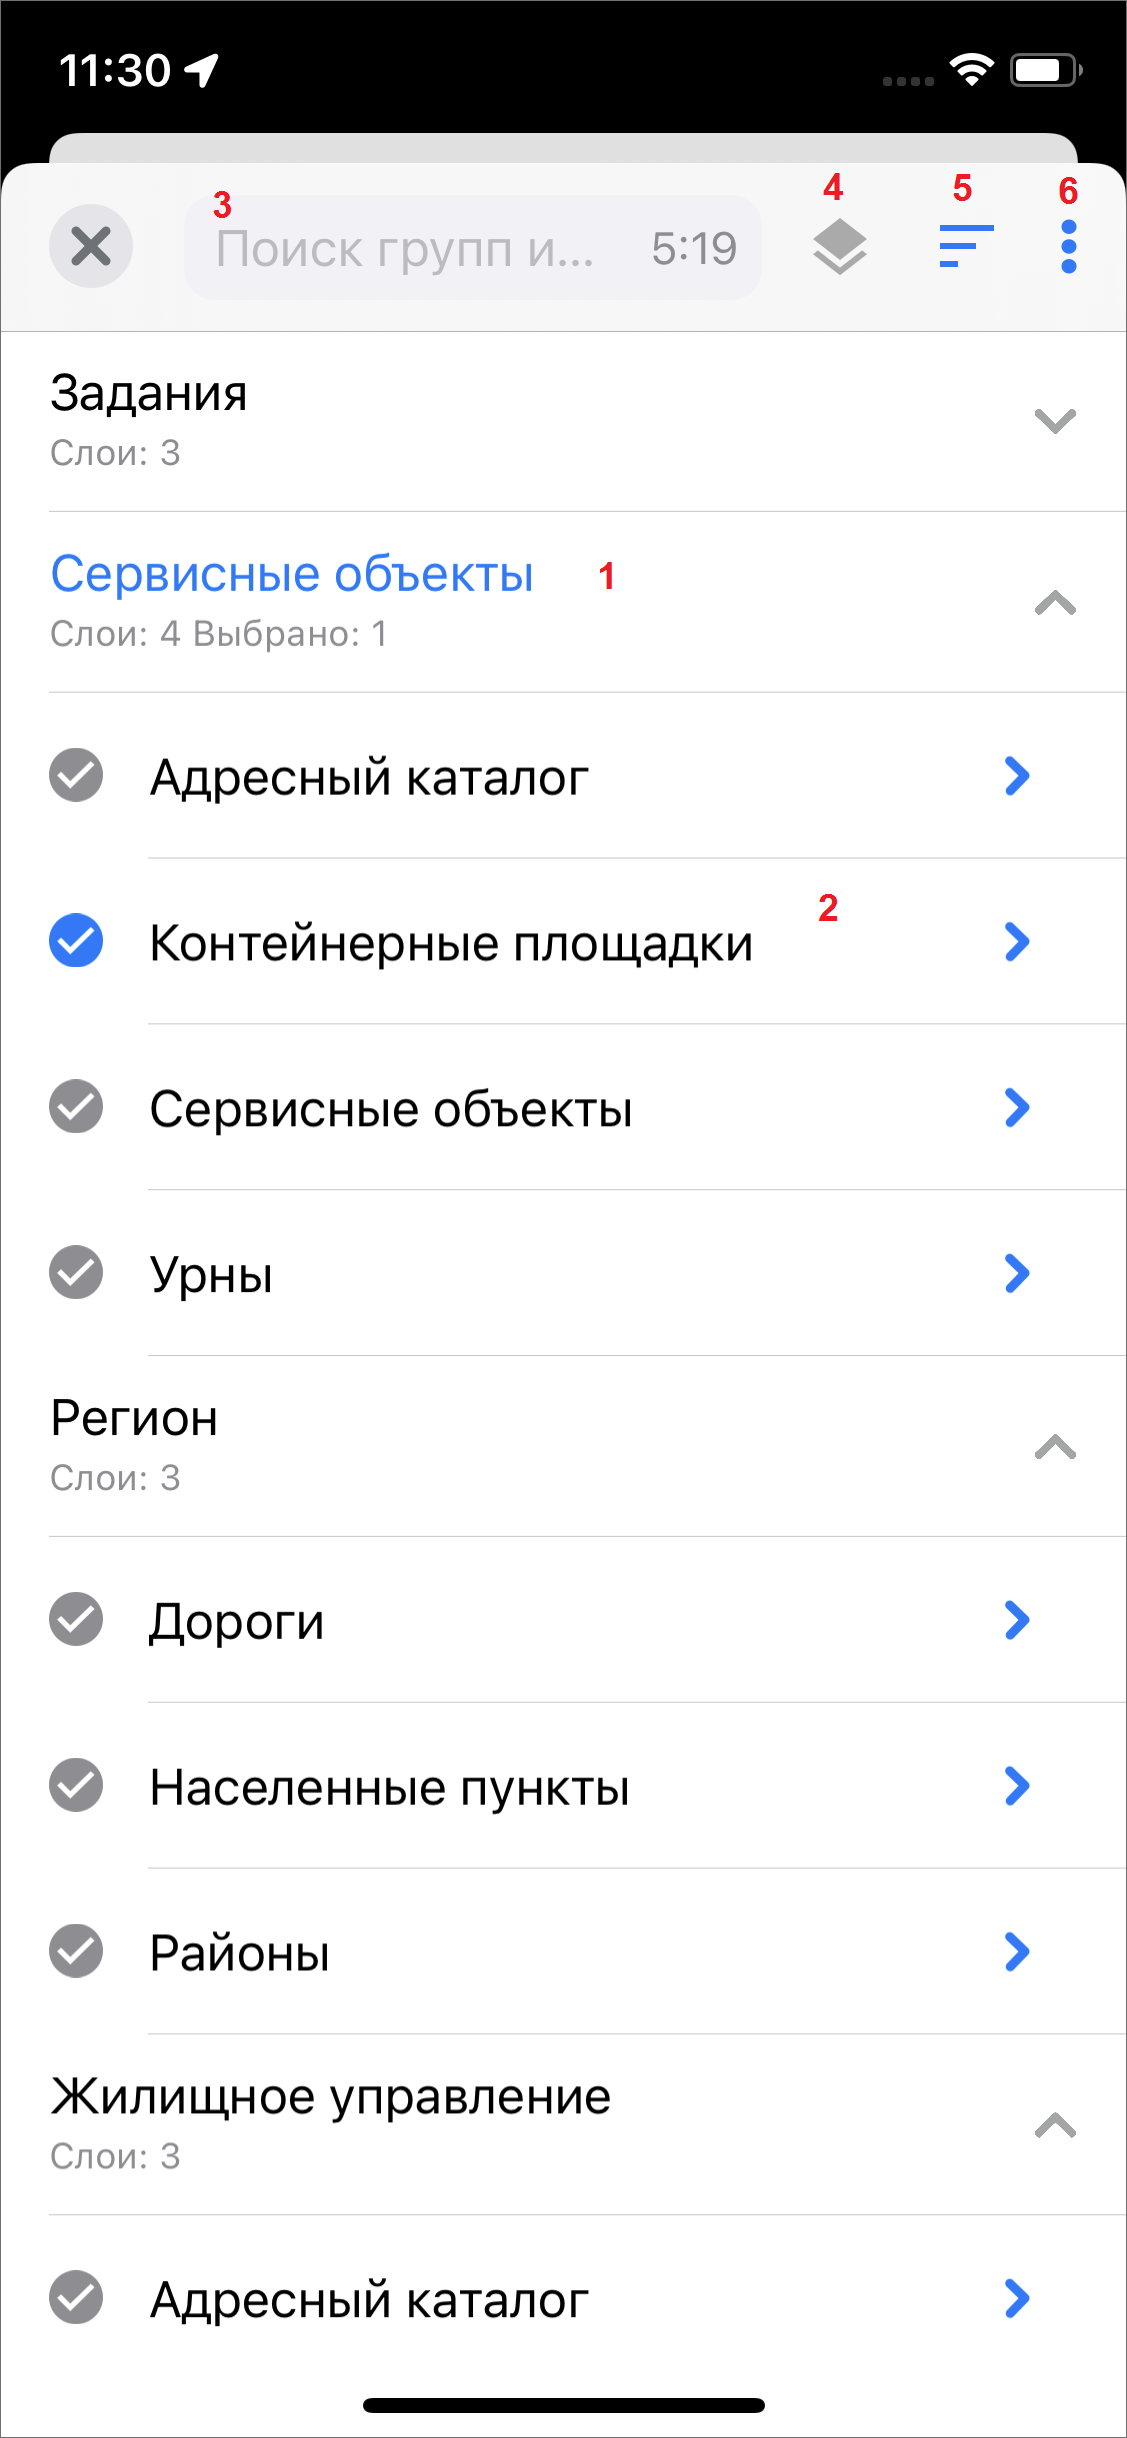 11:30
3 4 5 6
Поиск групп и... 5:19
Задания
Слои: 3
Сервисные объекты 1
Слои: 4 Выбрано: 1
Адресный каталог
2
Контейнерные площадки
Сервисные объекты
Урны
Регион
Слои: 3
Дороги
Населенные пункты
Районы
Жилищное управление
Слои: 3
Адресный каталог